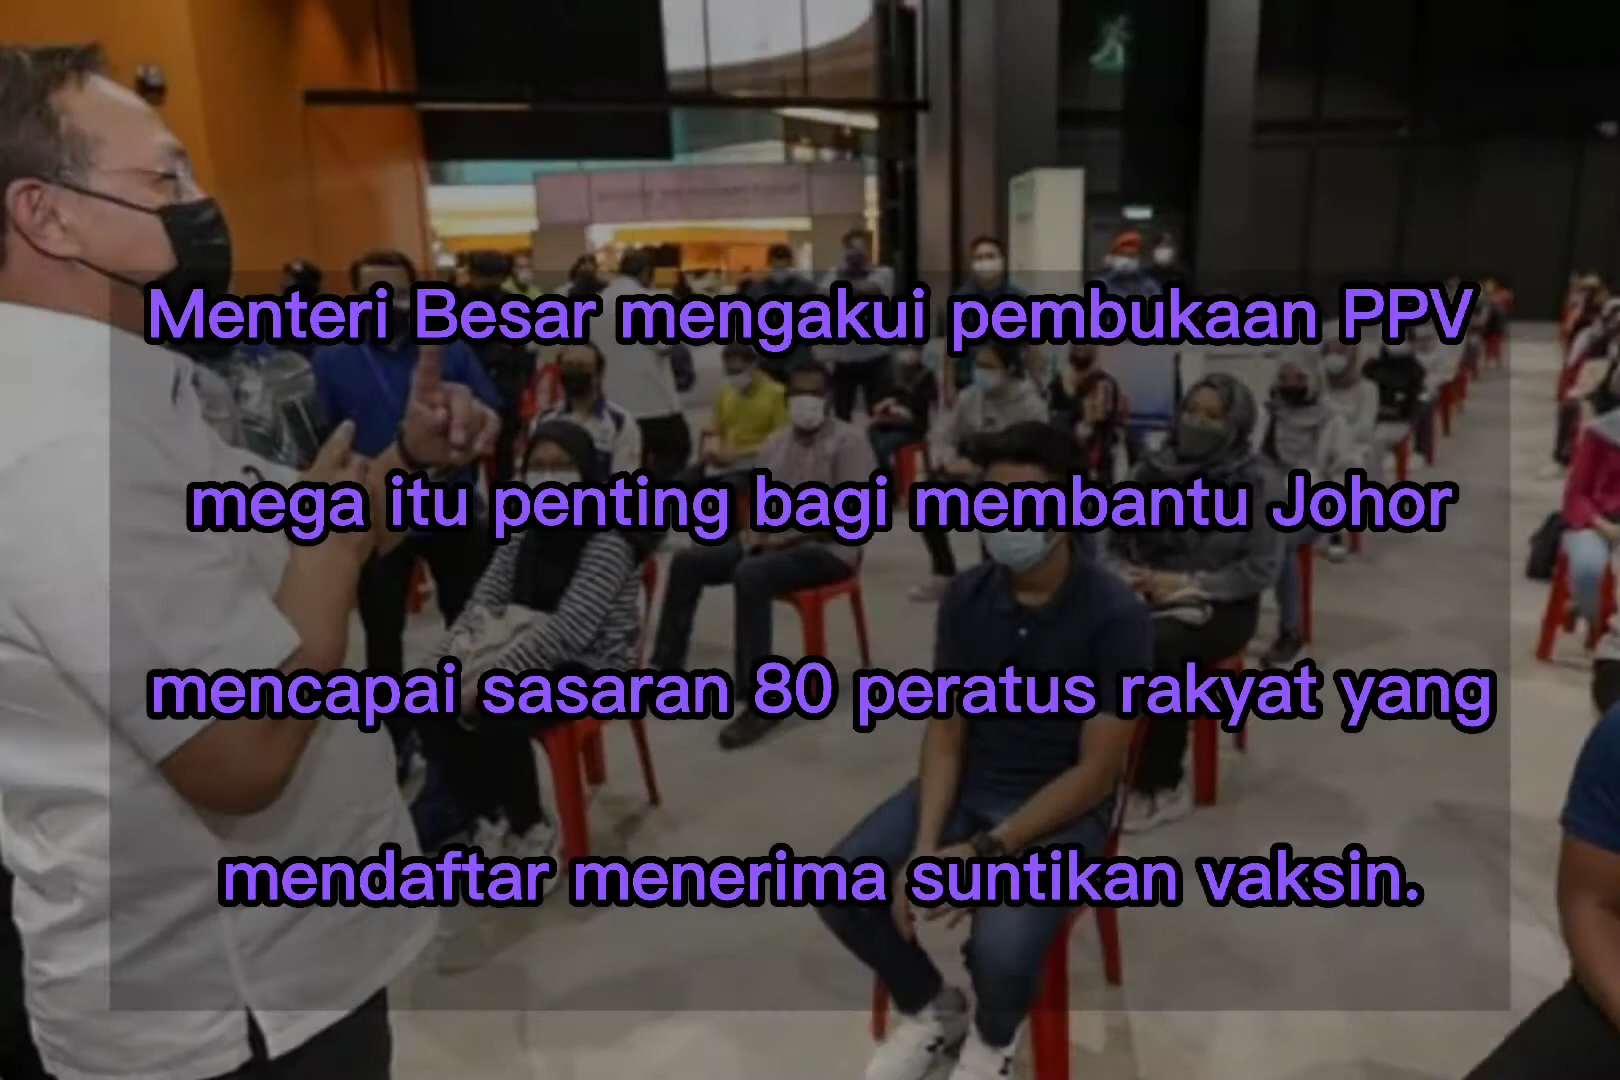 Menteri Besar mengakui pembukaan PPV
mega itu penting bagi membantu Johor
mencapai sasaran 80 peratus rakyat yang
mendaftar menerima suntikan vaksin.